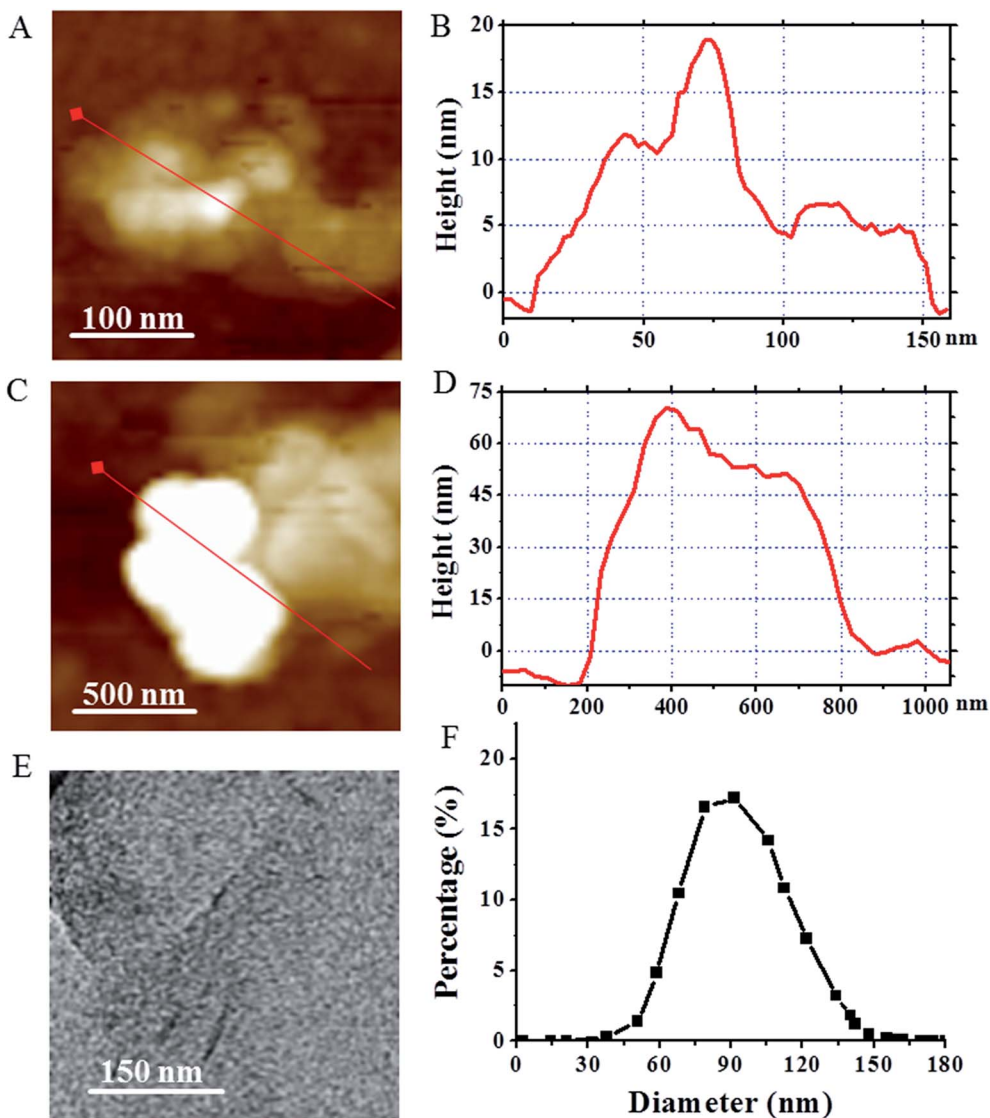 A
100 nm
B
Height (nm)
20
15
10
5
0
0 50 100 150 nm
C
500 nm
D
Height (nm)
75
60
45
30
15
0
0 200 400 600 800 1000 nm
E
150 nm
F
Percentage (%)
20
15
10
5
0
0 30 60 90 120 150 180
Diameter (nm)